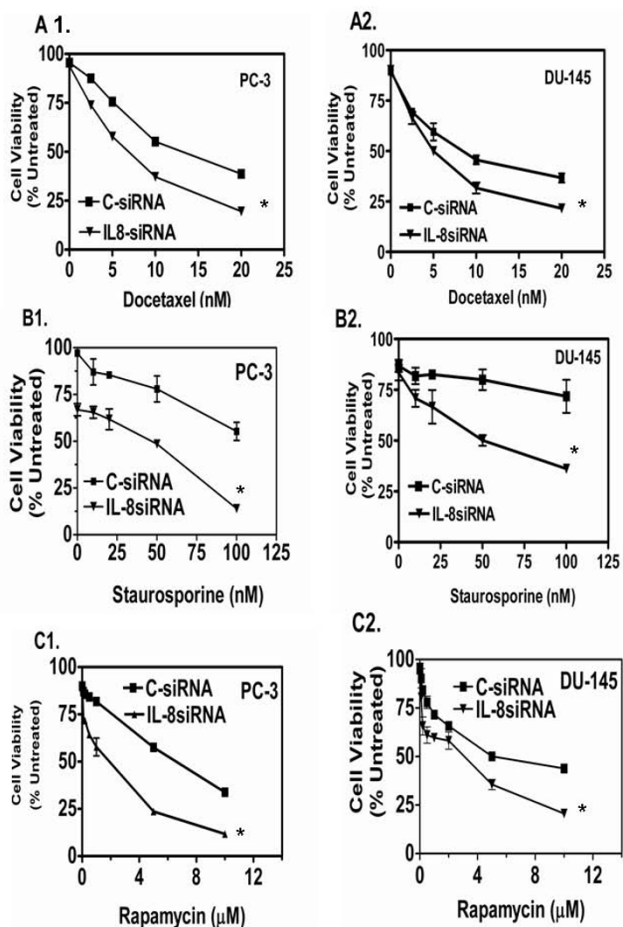 A 1.
PC-3
Cell Viability
(% Untreated)
100
75
50
25
0
C-siRNA
IL8-siRNA
*
0 5 10 15 20 25
Docetaxel (nM)
A2.
DU-145
Cell Viability
(% Untreated)
100
75
50
25
0
C-siRNA
IL-8siRNA
*
0 5 10 15 20 25
Docetaxel (nM)
B1.
PC-3
Cell Viability
(% Untreated)
100
75
50
25
0
C-siRNA
IL-8siRNA
*
0 25 50 75 100 125
Staurosporine (nM)
B2.
DU-145
Cell Viability
(% Untreated)
100
75
50
25
0
C-siRNA
IL-8siRNA
*
0 25 50 75 100 125
Staurosporine (nM)
C1.
PC-3
Cell Viability
(% Untreated)
100
75
50
25
0
C-siRNA
IL-8siRNA
*
0 4 8 12
Rapamycin (μM)
C2.
DU-145
Cell Viability
(% Untreated)
100
75
50
25
0
C-siRNA
IL-8siRNA
*
0 4 8 12
Rapamycin (μM)